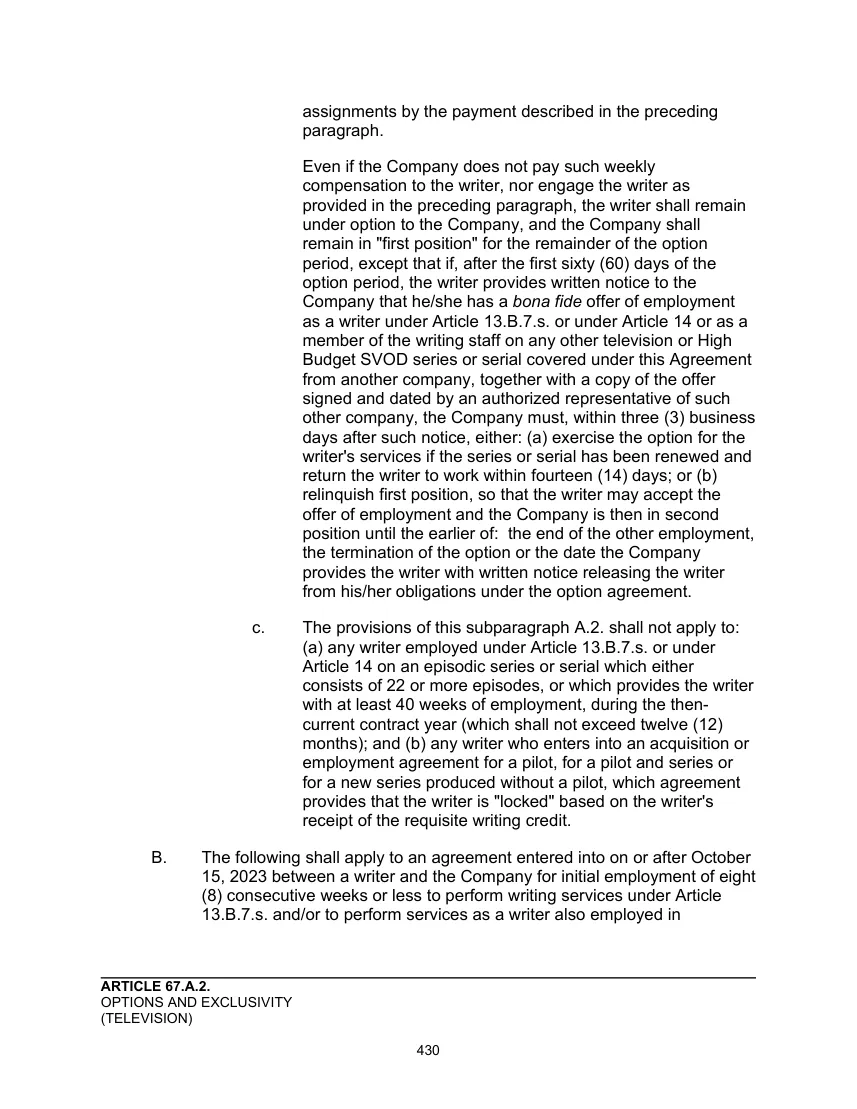 assignments by the payment described in the preceding
paragraph.
Even if the Company does not pay such weekly
compensation to the writer, nor engage the writer as
provided in the preceding paragraph, the writer shall remain
under option to the Company, and the Company shall
remain in "first position" for the remainder of the option
period, except that if, after the first sixty (60) days of the
option period, the writer provides written notice to the
Company that he/she has a bona fide offer of employment
as a writer under Article 13.B.7.s. or under Article 14 or as a
member of the writing staff on any other television or High
Budget SVOD series or serial covered under this Agreement
from another company, together with a copy of the offer
signed and dated by an authorized representative of such
other company, the Company must, within three (3) business
days after such notice, either: (a) exercise the option for the
writer's services if the series or serial has been renewed and
return the writer to work within fourteen (14) days; or (b)
relinquish first position, so that the writer may accept the
offer of employment and the Company is then in second
position until the earlier of:  the end of the other employment,
the termination of the option or the date the Company
provides the writer with written notice releasing the writer
from his/her obligations under the option agreement.
c. The provisions of this subparagraph A.2. shall not apply to:
(a) any writer employed under Article 13.B.7.s. or under
Article 14 on an episodic series or serial which either
consists of 22 or more episodes, or which provides the writer
with at least 40 weeks of employment, during the then-
current contract year (which shall not exceed twelve (12)
months); and (b) any writer who enters into an acquisition or
employment agreement for a pilot, for a pilot and series or
for a new series produced without a pilot, which agreement
provides that the writer is "locked" based on the writer's
receipt of the requisite writing credit.
B. The following shall apply to an agreement entered into on or after October
15, 2023 between a writer and the Company for initial employment of eight
(8) consecutive weeks or less to perform writing services under Article
13.B.7.s. and/or to perform services as a writer also employed in
ARTICLE 67.A.2.
OPTIONS AND EXCLUSIVITY
(TELEVISION)
430